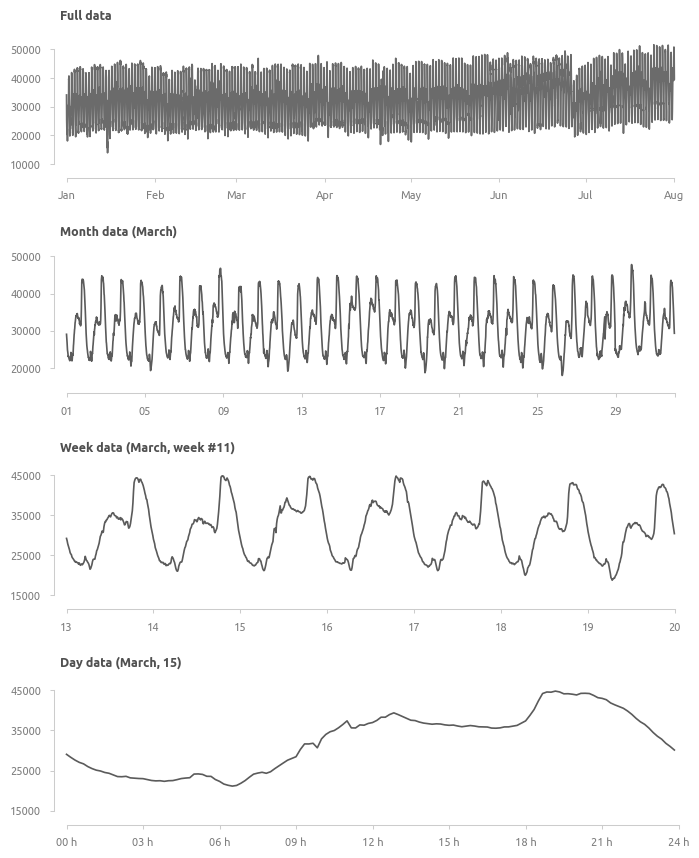 Full data
50000
40000
30000
20000
10000
Jan Feb Mar Apr May Jun Jul Aug
Month data (March)
50000
40000
30000
20000
01 05 09 13 17 21 25 29
Week data (March, week #11)
45000
35000
25000
15000
13 14 15 16 17 18 19 20
Day data (March, 15)
45000
35000
25000
15000
00 h 03 h 06 h 09 h 12 h 15 h 18 h 21 h 24 h